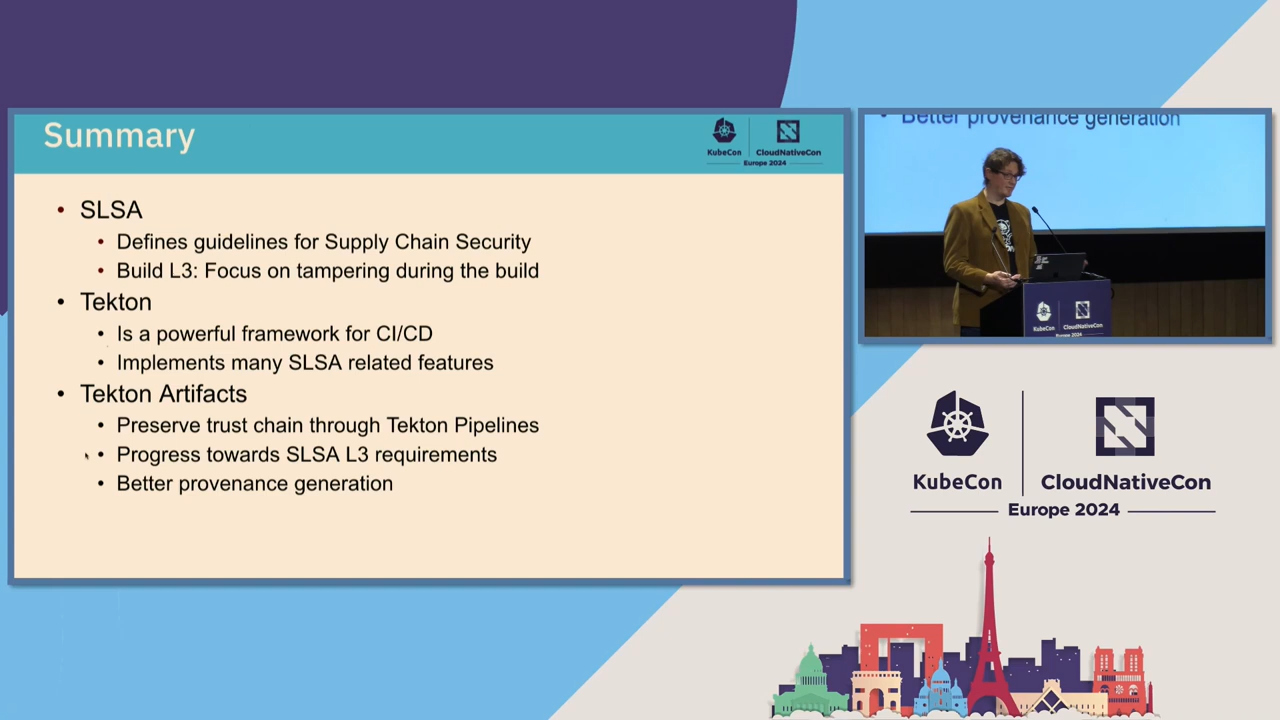 Summary
KubeCon
CloudNativeCon
Europe 2024
• SLSA
• Defines guidelines for Supply Chain Security
• Build L3: Focus on tampering during the build
• Tekton
• Is a powerful framework for CI/CD
• Implements many SLSA related features
• Tekton Artifacts
• Preserve trust chain through Tekton Pipelines
• Progress towards SLSA L3 requirements
• Better provenance generation
• Better provenance generation
KubeCon
CloudNativeCon
KubeCon
CloudNativeCon
Europe 2024